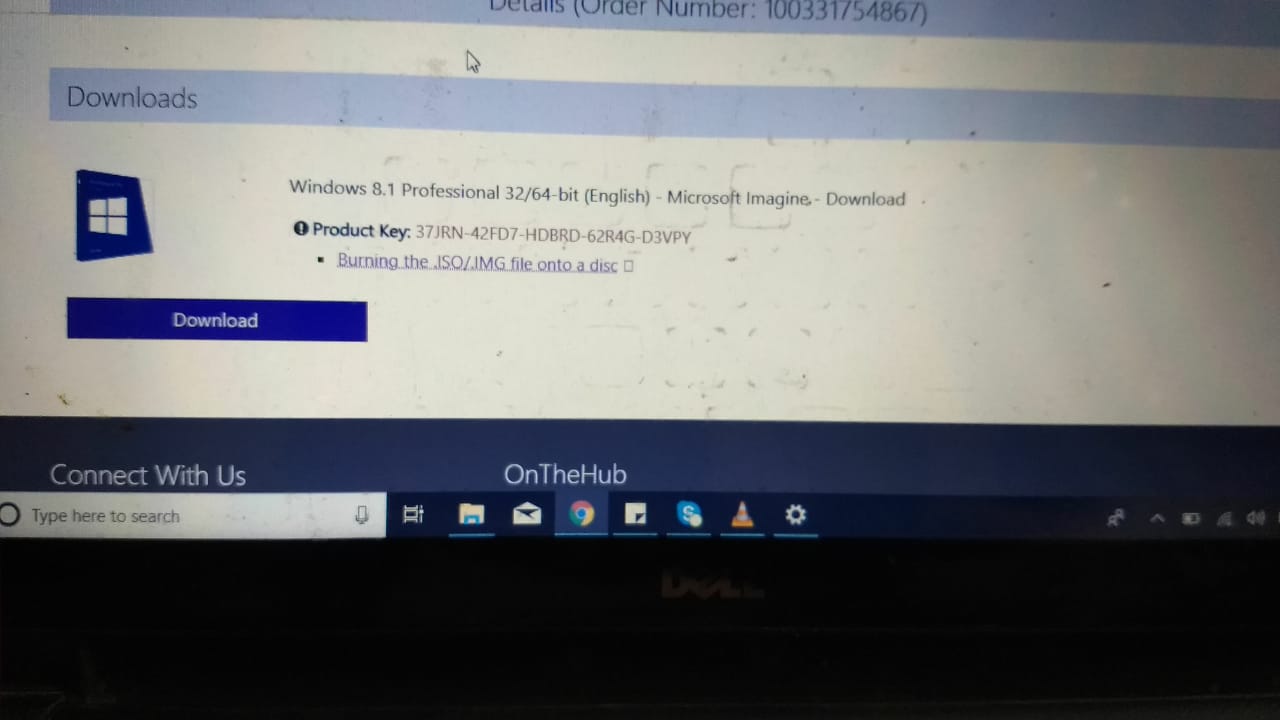 Details (Order Number: 100331754867)
Downloads
Windows 8.1 Professional 32/64-bit (English) - Microsoft Imagine - Download
Product Key: 37JRN-42FD7-HDBRD-62R4G-D3VPY
Burning the .ISO/.IMG file onto a disc
Download
Connect With Us
OnTheHub
Type here to search
DELL